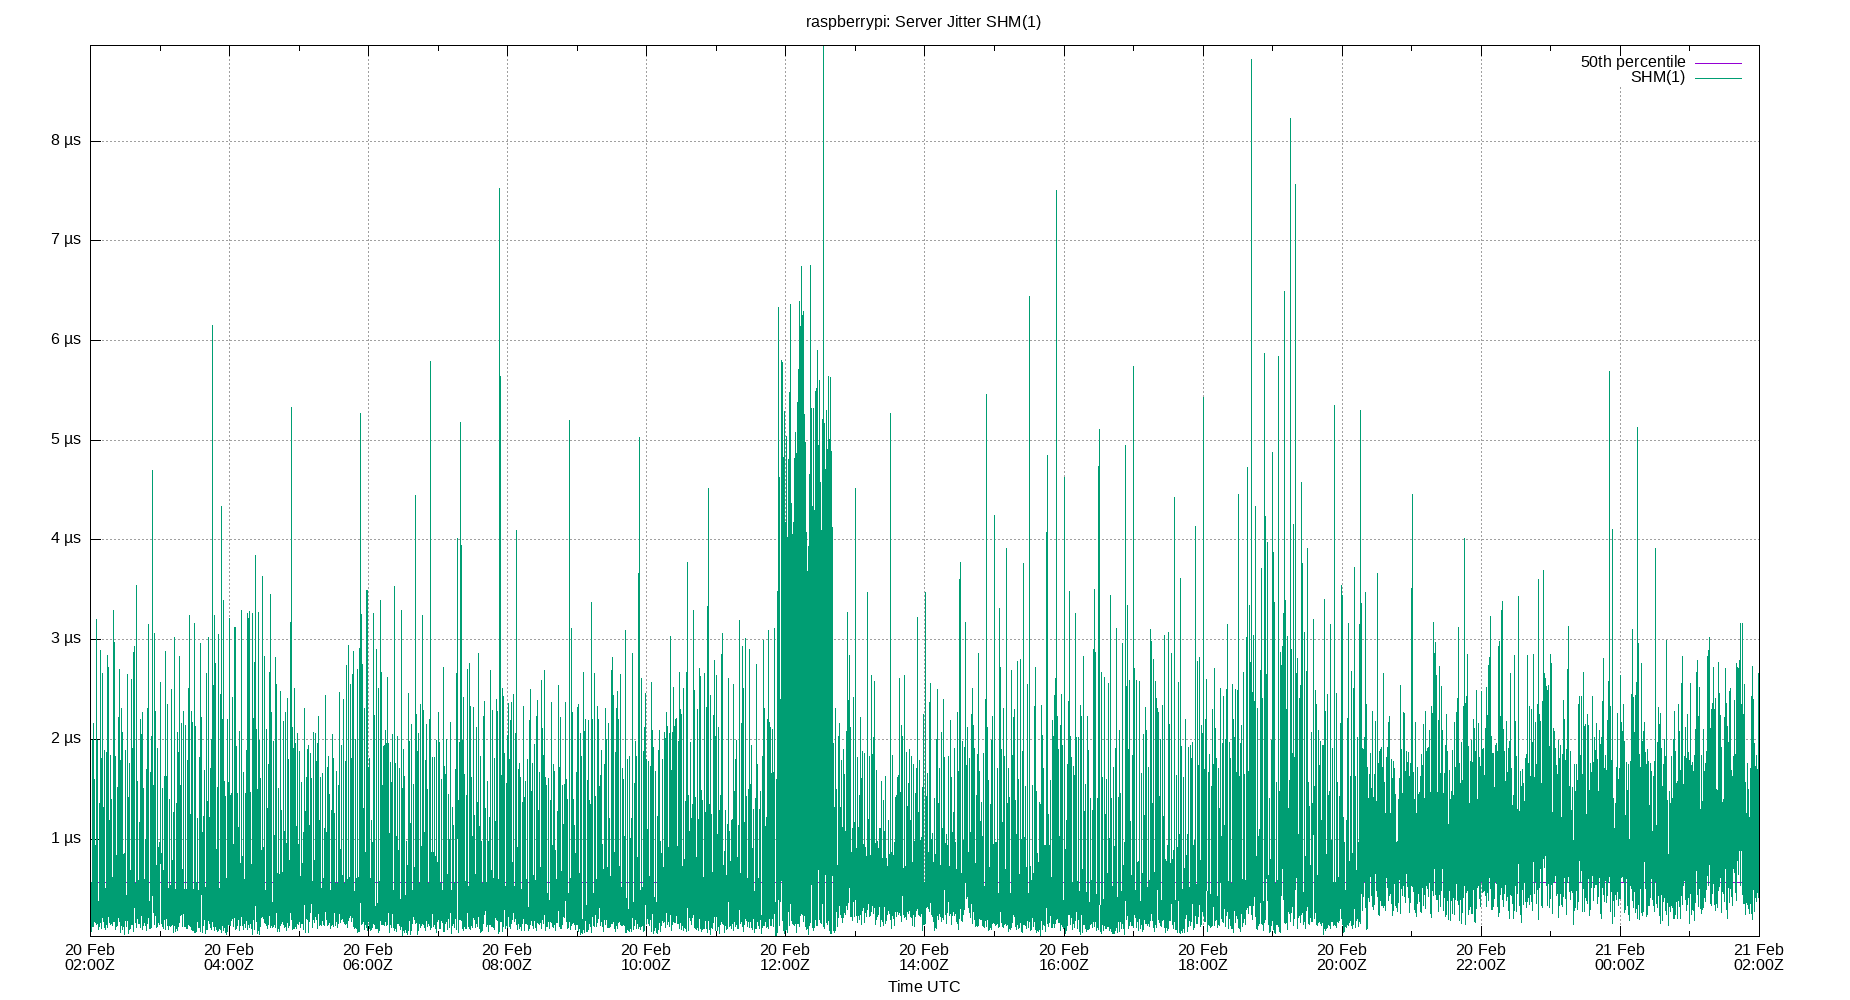 raspberrypi: Server Jitter SHM(1)
50th percentile
SHM(1)
8 µs
7 µs
6 µs
5 µs
4 µs
3 µs
2 µs
1 µs
20 Feb 20 Feb 20 Feb 20 Feb 20 Feb 20 Feb 20 Feb 20 Feb 20 Feb 20 Feb 20 Feb 21 Feb 21 Feb
02:00Z 04:00Z 06:00Z 08:00Z 10:00Z 12:00Z 14:00Z 16:00Z 18:00Z 20:00Z 22:00Z 00:00Z 02:00Z
Time UTC